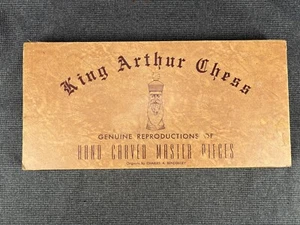 King Arthur Chess
GENUINE REPRODUCTIONS OF
HAND CARVED MASTER PIECES